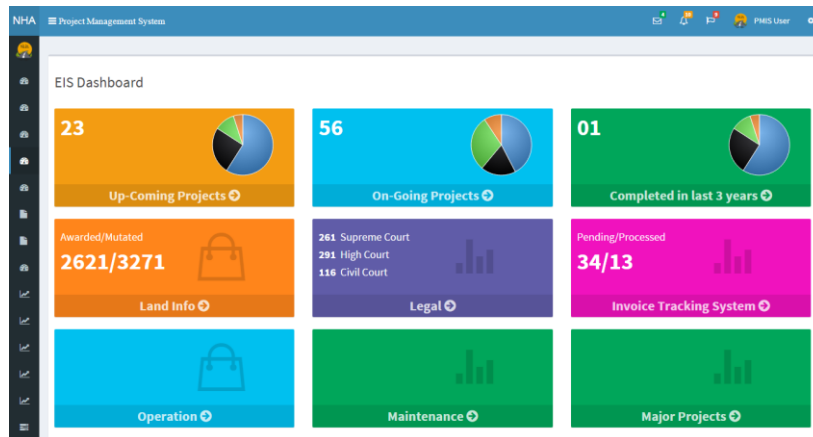 NHA
Project Management System
PMIS User
EIS Dashboard
23
Up-Coming Projects
56
On-Going Projects
01
Completed in last 3 years
Awarded/Mutated
2621/3271
Land Info
261 Supreme Court
291 High Court
116 Civil Court
Legal
Pending/Processed
34/13
Invoice Tracking System
Operation
Maintenance
Major Projects